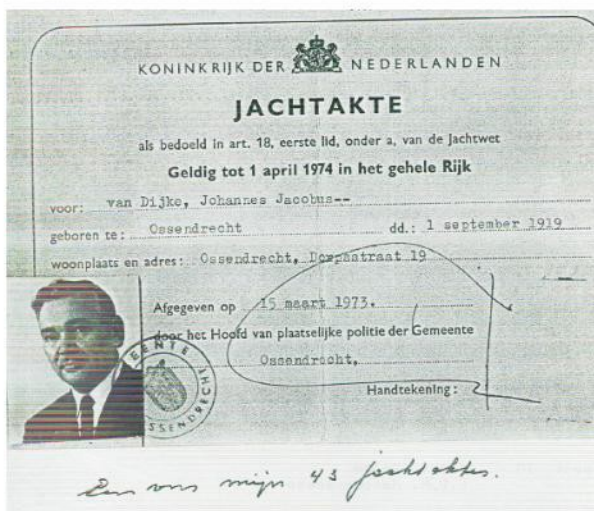 KONINKRIJK DER NEDERLANDEN
JACHTAKTE
als bedoeld in art. 18, eerste lid, onder a, van de Jachtwet
Geldig tot 1 april 1974 in het gehele Rijk
voor: van Dijke, Johannes Jacobus--
geboren te: Ossendrecht dd.: 1 september 1919
woonplaats en adres: Ossendrecht, Dorpsstraat 19
Afgegeven op 15 maart 1973.
door het Hoofd van plaatselijke politie der Gemeente
Ossendrecht,
Handtekening:
GEMEENTE OSSENDRECHT
mijn 43 jachtaktes.